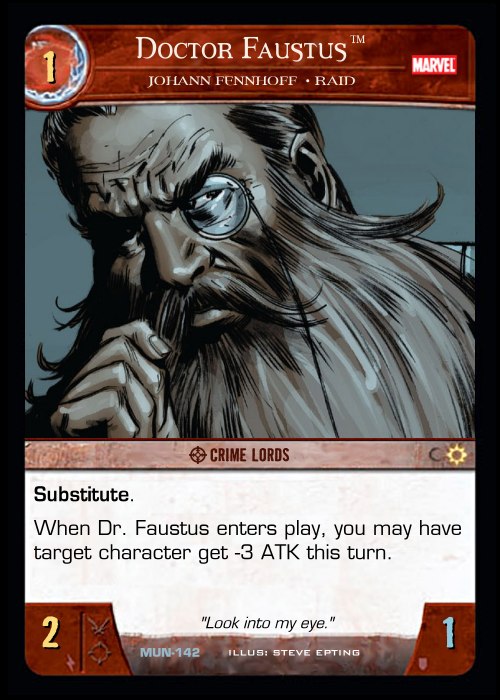 1
DOCTOR FAUSTUS™
JOHANN FENNHOFF • RAID
MARVEL
CRIME LORDS
Substitute.
When Dr. Faustus enters play, you may have
target character get -3 ATK this turn.
"Look into my eye."
2
1
MUN-142 ILLUS: STEVE EPTING